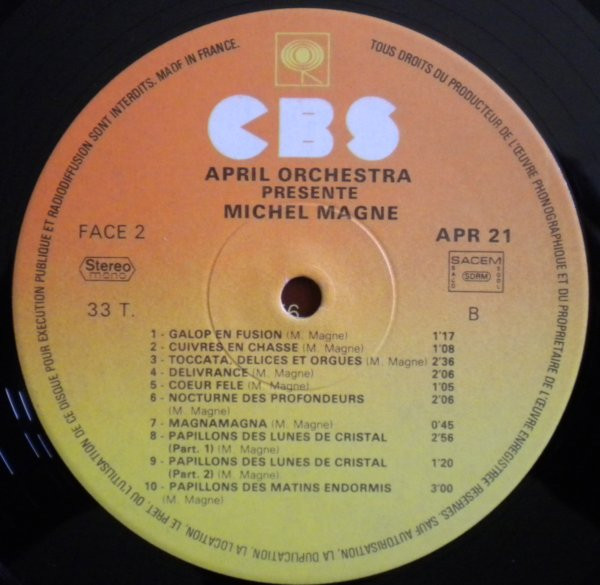 CBS
APRIL ORCHESTRA
PRESENTE
MICHEL MAGNE
FACE 2
APR 21
Stereo
mono
SACEM
SDRM
33 T.
B
6
1 - GALOP EN FUSION (M. Magne) 1'17
2 - CUIVRES EN CHASSE (M. Magne) 1'08
3 - TOCCATA, DELICES ET ORGUES (M. Magne) 2'36
4 - DELIVRANCE (M. Magne) 2'06
5 - COEUR FELE (M. Magne) 1'05
6 - NOCTURNE DES PROFONDEURS 2'06
(M. Magne)
7 - MAGNAMAGNA (M. Magne) 0'45
8 - PAPILLONS DES LUNES DE CRISTAL 2'56
(Part. 1) (M. Magne)
9 - PAPILLONS DES LUNES DE CRISTAL 1'20
(Part. 2) (M. Magne)
10 - PAPILLONS DES MATINS ENDORMIS 3'00
(M. Magne)
TOUS DROITS DU PRODUCTEUR DE L'ŒUVRE PHONOGRAPHIQUE ET DU PROPRIETAIRE DE L'ŒUVRE ENREGISTREE RESERVES. SAUF AUTORISATION, LA DUPLICATION, LA LOCATION, LE PRET, OU L'UTILISATION DE CE DISQUE POUR EXECUTION PUBLIQUE ET RADIODIFFUSION SONT INTERDITS. MADE IN FRANCE.